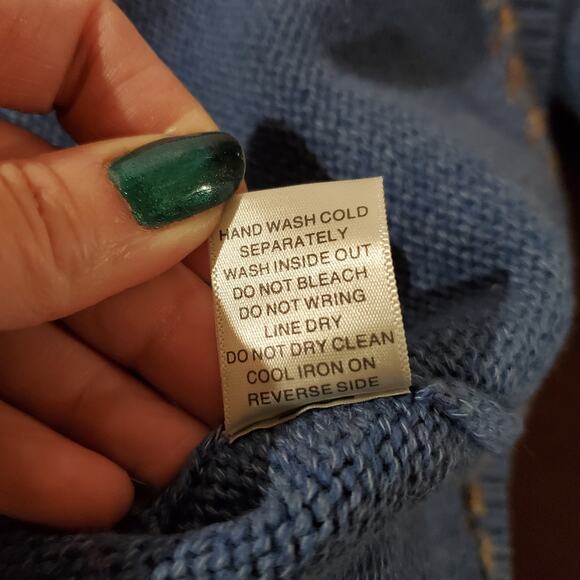 HAND WASH COLD
SEPARATELY
WASH INSIDE OUT
DO NOT BLEACH
DO NOT WRING
LINE DRY
DO NOT DRY CLEAN
COOL IRON ON
REVERSE SIDE